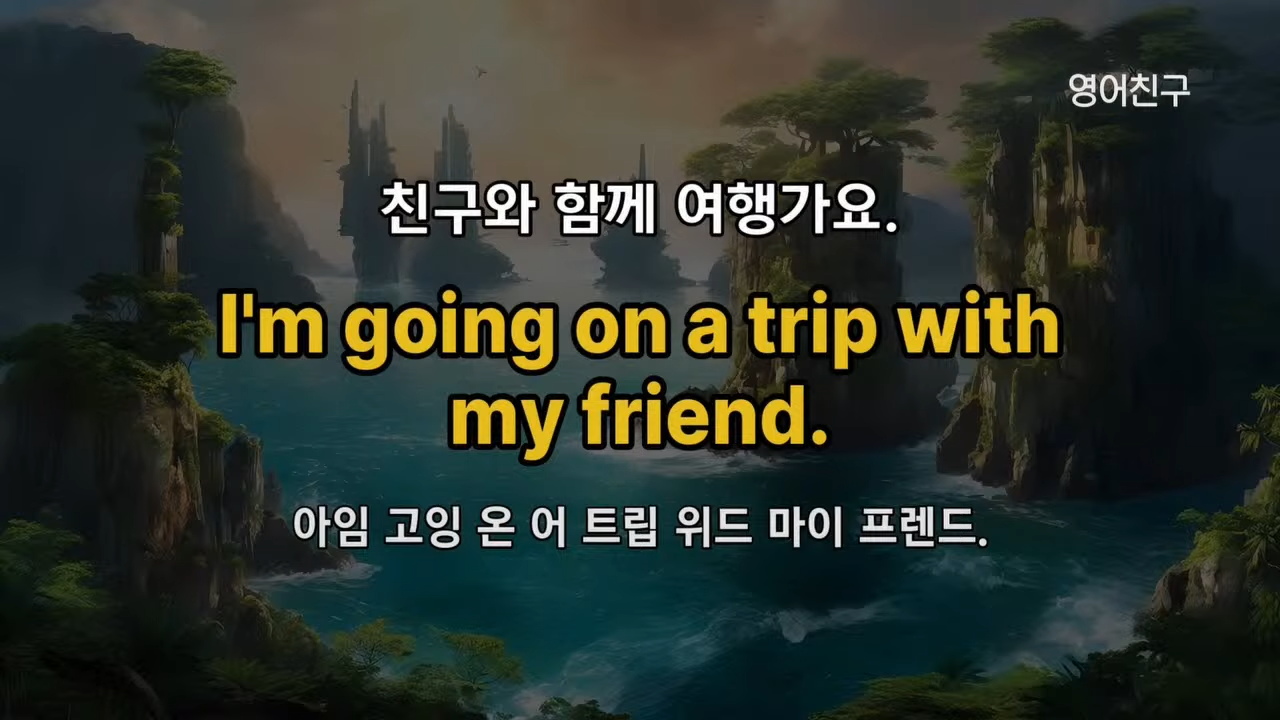 영어친구
친구와 함께 여행가요.
I'm going on a trip with
my friend.
아임 고잉 온 어 트립 위드 마이 프렌드.